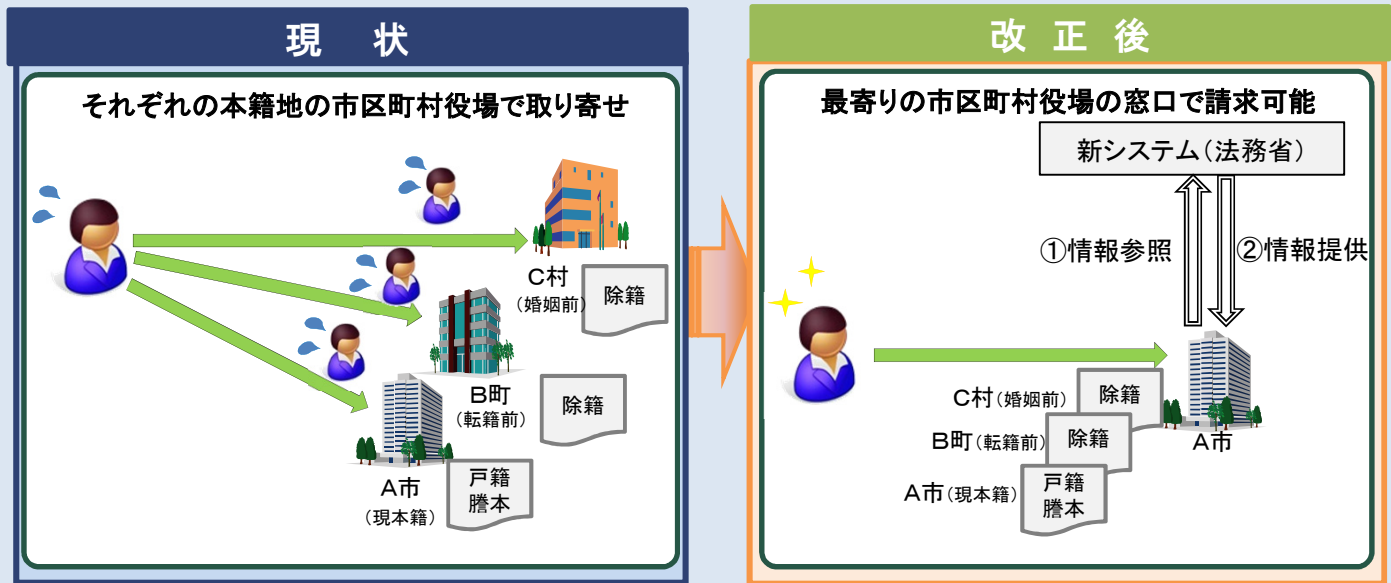 現 状
それぞれの本籍地の市区町村役場で取り寄せ
C村
(婚姻前)
除籍
B町
(転籍前)
除籍
A市
(現本籍)
戸籍
謄本
改 正 後
最寄りの市区町村役場の窓口で請求可能
新システム(法務省)
①情報参照
②情報提供
C村(婚姻前)
除籍
B町(転籍前)
除籍
A市(現本籍)
戸籍
謄本
A市